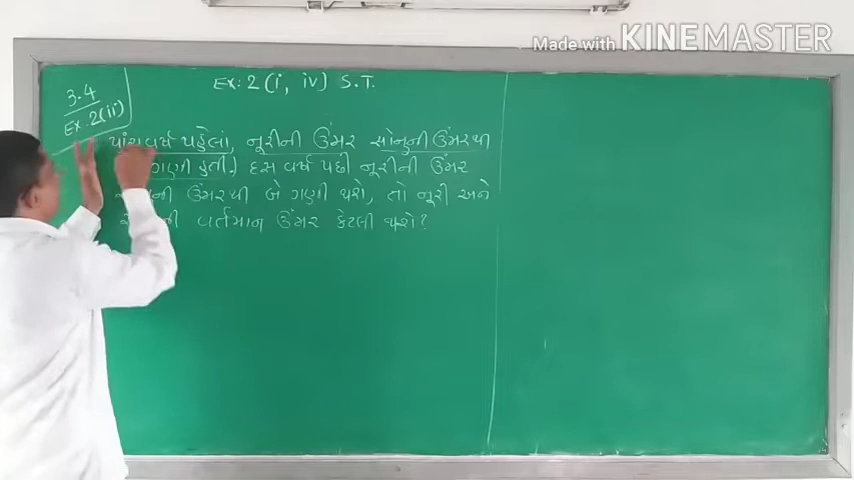 Made with KINEMASTER
Ex: 2 (i, iv) S.T.
3.4
Ex. 2(ii)
પાંચ વર્ષ પહેલાં, નૂરીની ઉંમર સોનુની ઉંમરથી
ગણી હતી.) દસ વર્ષ પછી નૂરીની ઉંમર
ઉંમરથી બે ગણી થશે, તો નૂરી અને
વર્તમાન ઉંમર કેટલી થશે?